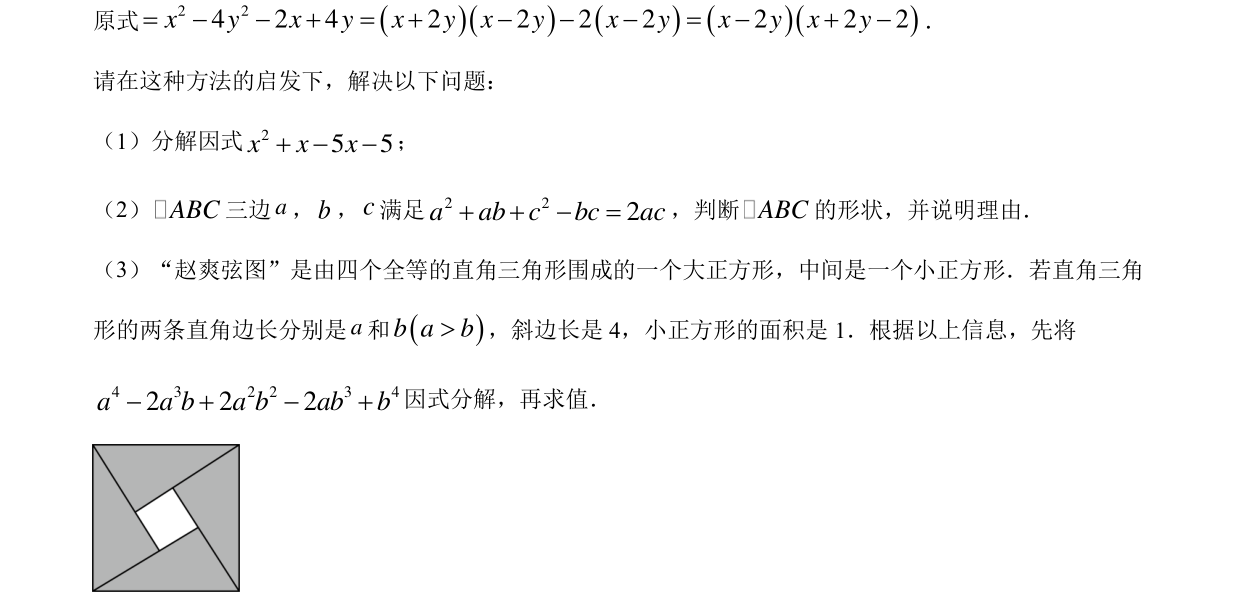 原式=x²－4y²－2x+4y=(x+2y)(x－2y)－2(x－2y)=(x－2y)(x+2y－2)．
请在这种方法的启发下，解决以下问题：
（1）分解因式x²+x－5x－5；
（2）□ABC三边a，b，c满足a²+ab+c²－bc=2ac，判断□ABC的形状，并说明理由．
（3）“赵爽弦图”是由四个全等的直角三角形围成的一个大正方形，中间是一个小正方形．若直角三角
形的两条直角边长分别是a和b(a>b)，斜边长是4，小正方形的面积是1．根据以上信息，先将
a⁴－2a³b+2a²b²－2ab³+b⁴因式分解，再求值．